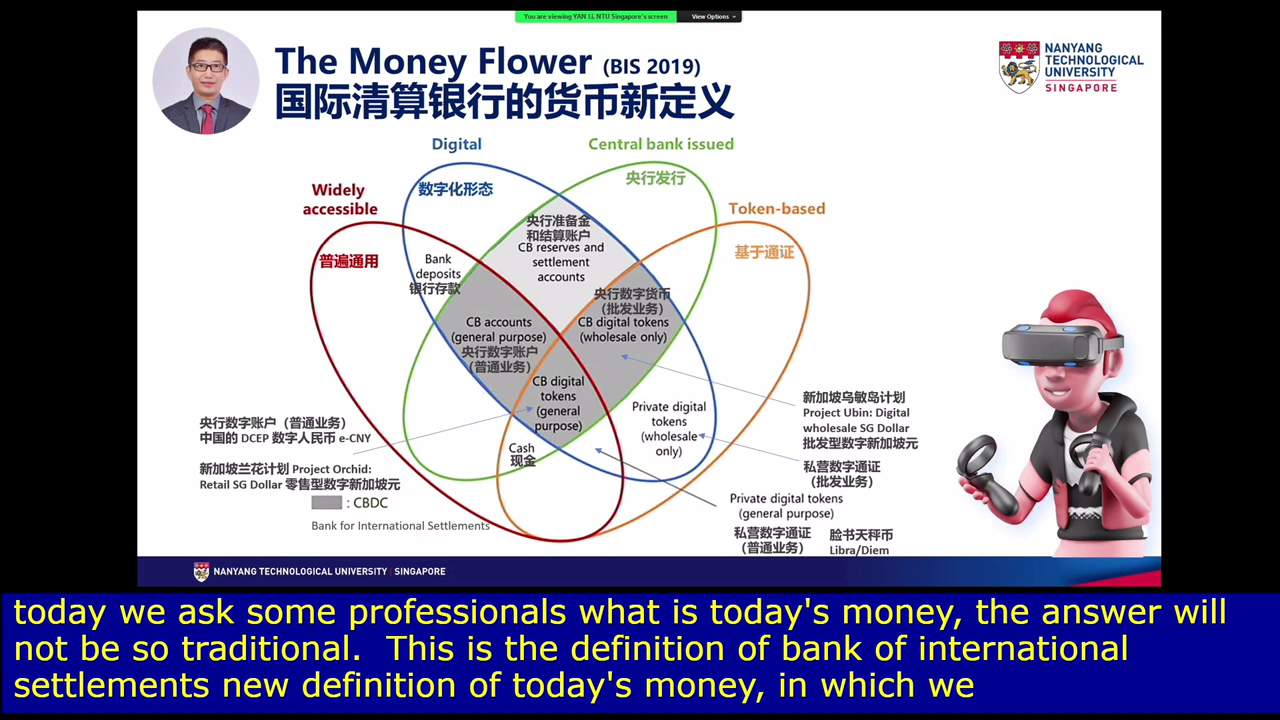 You are viewing YAN LI, NTU Singapore's screen
View Options
The Money Flower (BIS 2019)
国际清算银行的货币新定义
NANYANG
TECHNOLOGICAL
UNIVERSITY
SINGAPORE
Digital
Central bank issued
Widely
accessible
Token-based
数字化形态
央行发行
普遍通用
基于通证
央行准备金
和结算账户
CB reserves and
settlement
accounts
Bank
deposits
银行存款
央行数字货币
(批发业务)
CB digital tokens
(wholesale only)
CB accounts
(general purpose)
央行数字账户
(普通业务)
CB digital
tokens
(general
purpose)
Cash
现金
Private digital
tokens
(wholesale
only)
央行数字账户（普通业务）
中国的 DCEP 数字人民币 e-CNY
新加坡兰花计划 Project Orchid:
Retail SG Dollar 零售型数字新加坡元
: CBDC
Bank for International Settlements
新加坡乌敏岛计划
Project Ubin: Digital
wholesale SG Dollar
批发型数字新加坡元
私营数字通证
（批发业务）
Private digital tokens
(general purpose)
私营数字通证
（普通业务）
脸书天秤币
Libra/Diem
NANYANG TECHNOLOGICAL UNIVERSITY | SINGAPORE
today we ask some professionals what is today's money, the answer will
not be so traditional.  This is the definition of bank of international
settlements new definition of today's money, in which we